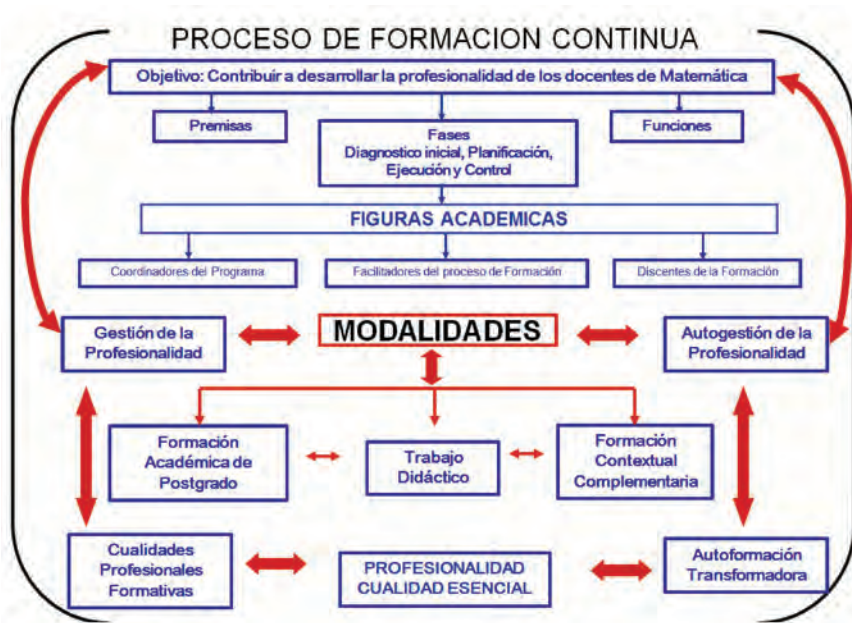 PROCESO DE FORMACION CONTINUA
Objetivo: Contribuir a desarrollar la profesionalidad de los docentes de Matemática
Premisas
Fases
Diagnostico inicial, Planificación,
Ejecución y Control
Funciones
FIGURAS ACADEMICAS
Coordinadores del Programa
Facilitadores del proceso de Formación
Discentes de la Formación
Gestión de la
Profesionalidad
MODALIDADES
Autogestión de la
Profesionalidad
Formación
Académica de
Postgrado
Trabajo
Didáctico
Formación
Contextual
Complementaria
Cualidades
Profesionales
Formativas
PROFESIONALIDAD
CUALIDAD ESENCIAL
Autoformación
Transformadora